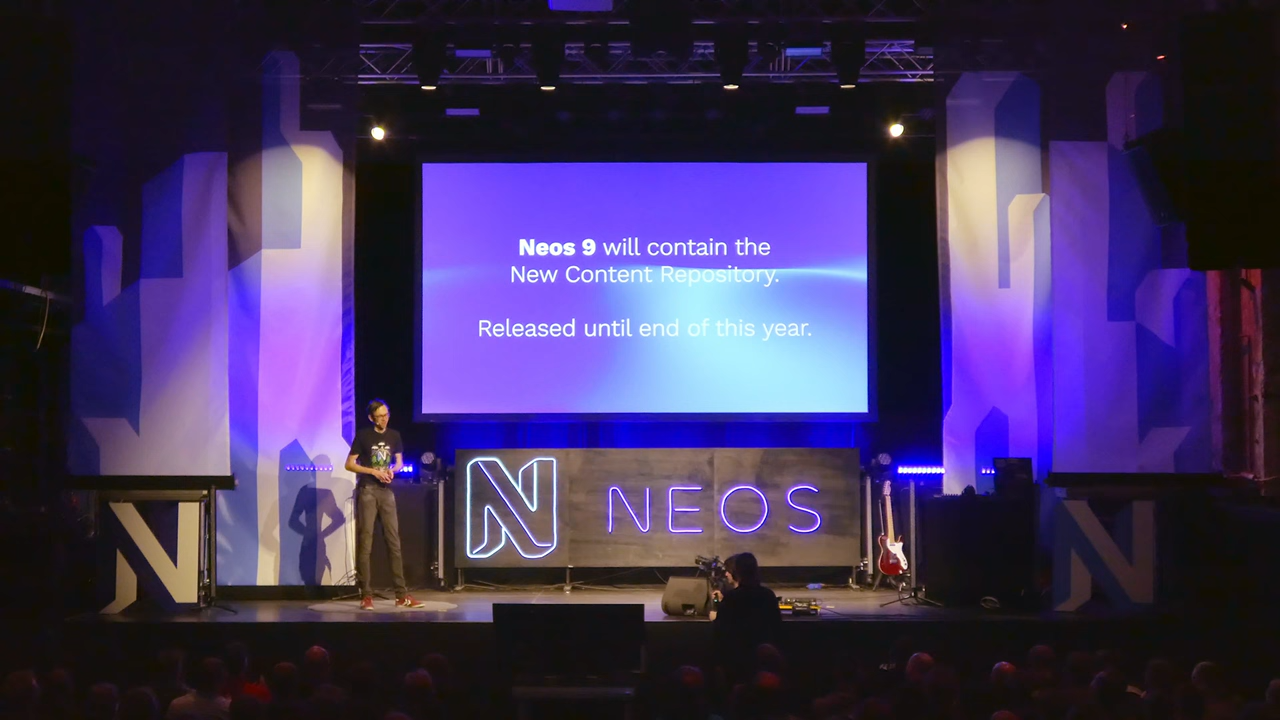 Neos 9 will contain the
New Content Repository.
Released until end of this year.
N NEOS
N
N